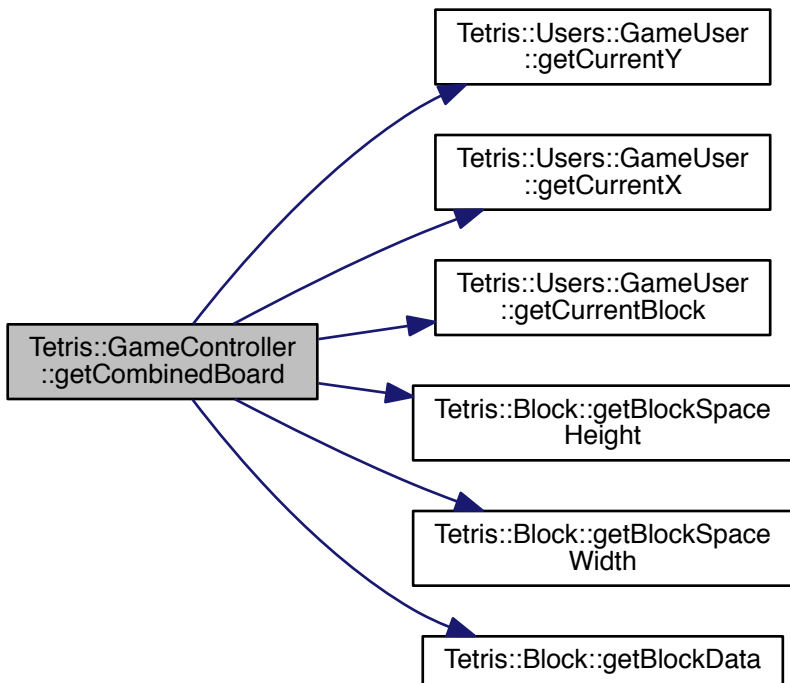 Tetris::Users::GameUser
::getCurrentY
Tetris::Users::GameUser
::getCurrentX
Tetris::Users::GameUser
::getCurrentBlock
Tetris::GameController
::getCombinedBoard
Tetris::Block::getBlockSpace
Height
Tetris::Block::getBlockSpace
Width
Tetris::Block::getBlockData